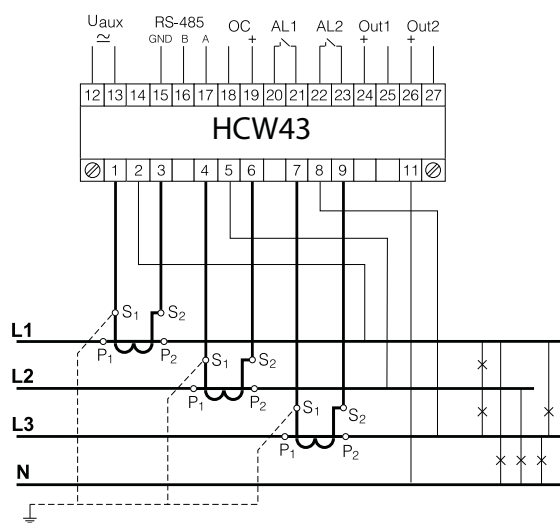 Uaux RS-485 OC AL1 AL2 Out1 Out2
GND B A + + +
12 13 14 15 16 17 18 19 20 21 22 23 24 25 26 27
HCW43
1 2 3 4 5 6 7 8 9 11
S1 S2
L1
P1 P2
S1 S2
L2
P1 P2
S1 S2
L3
P1 P2
N